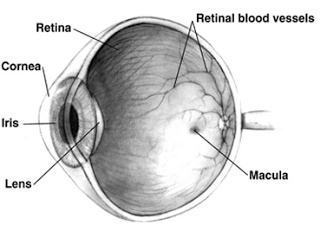 Retinal blood vessels
Retina
Cornea
Iris
Lens
Macula